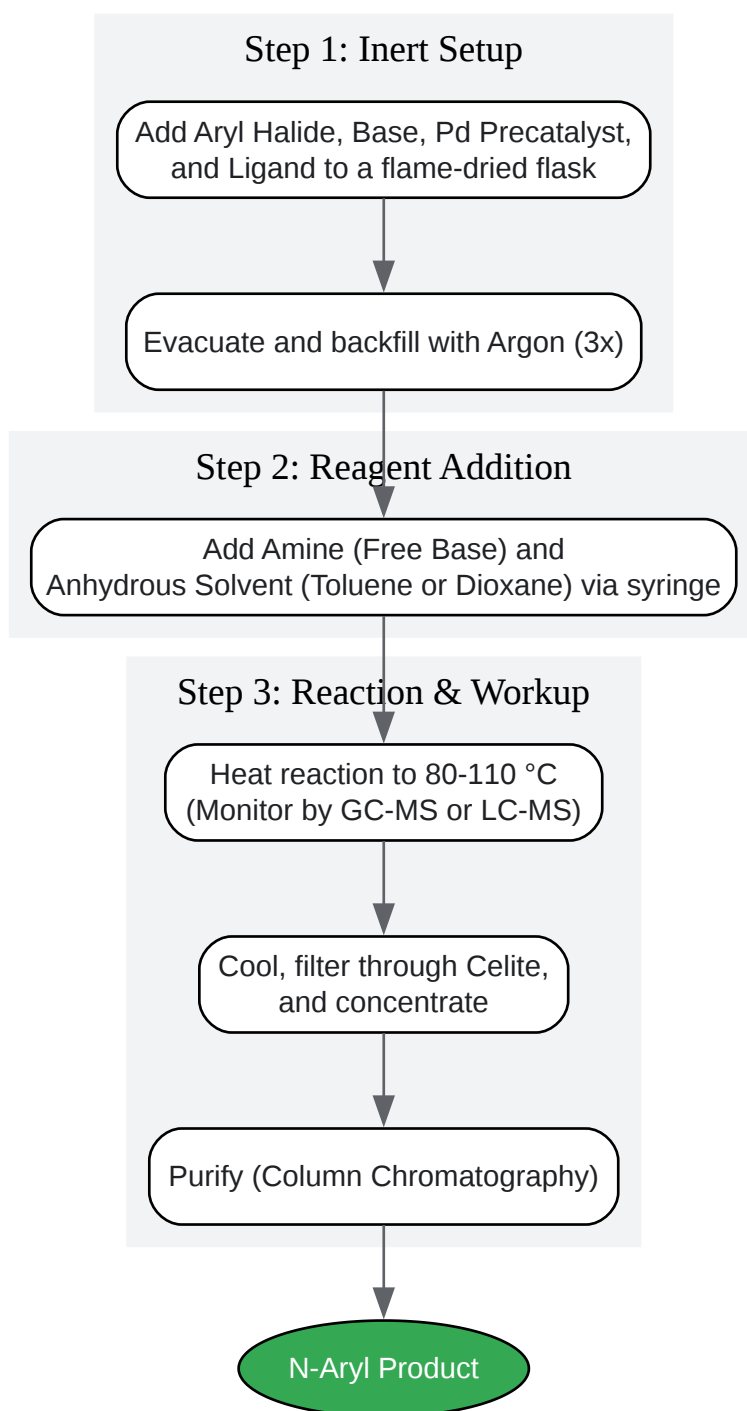 Step 1: Inert Setup
Add Aryl Halide, Base, Pd Precatalyst,
and Ligand to a flame-dried flask
Evacuate and backfill with Argon (3x)
Step 2: Reagent Addition
Add Amine (Free Base) and
Anhydrous Solvent (Toluene or Dioxane) via syringe
Step 3: Reaction & Workup
Heat reaction to 80-110 °C
(Monitor by GC-MS or LC-MS)
Cool, filter through Celite,
and concentrate
Purify (Column Chromatography)
N-Aryl Product